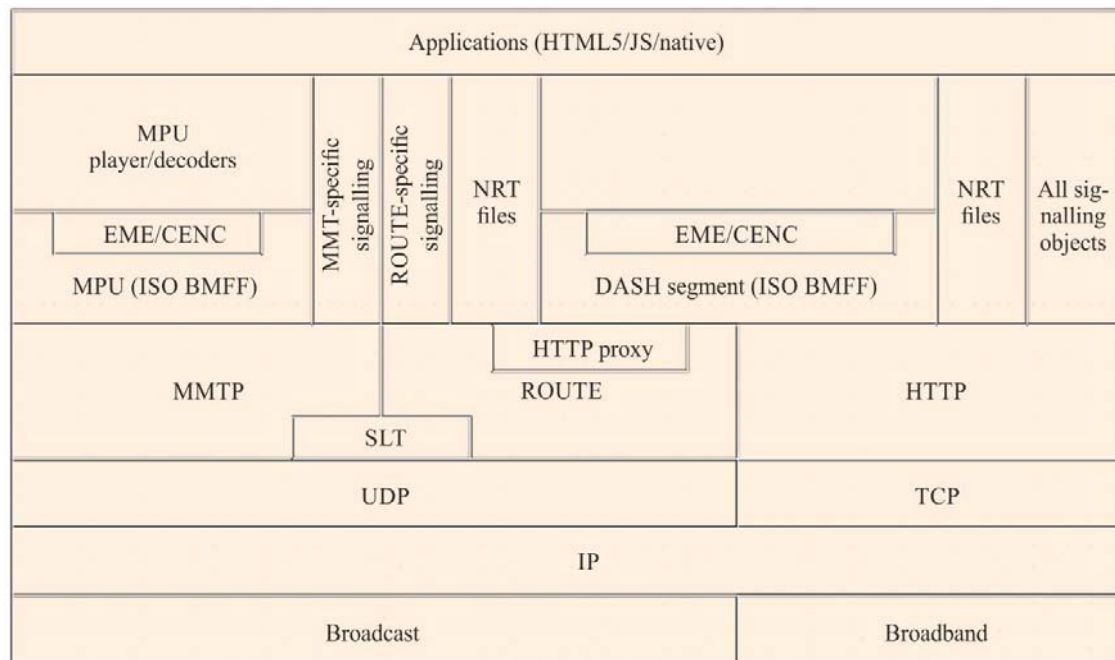 Applications (HTML5/JS/native)
MPU
player/decoders
MMT-specific
signalling
ROUTE-specific
signalling
NRT
files
NRT
files
All sig-
nalling
objects
EME/CENC
EME/CENC
MPU (ISO BMFF)
DASH segment (ISO BMFF)
HTTP proxy
MMTP
ROUTE
HTTP
SLT
UDP
TCP
IP
Broadcast
Broadband